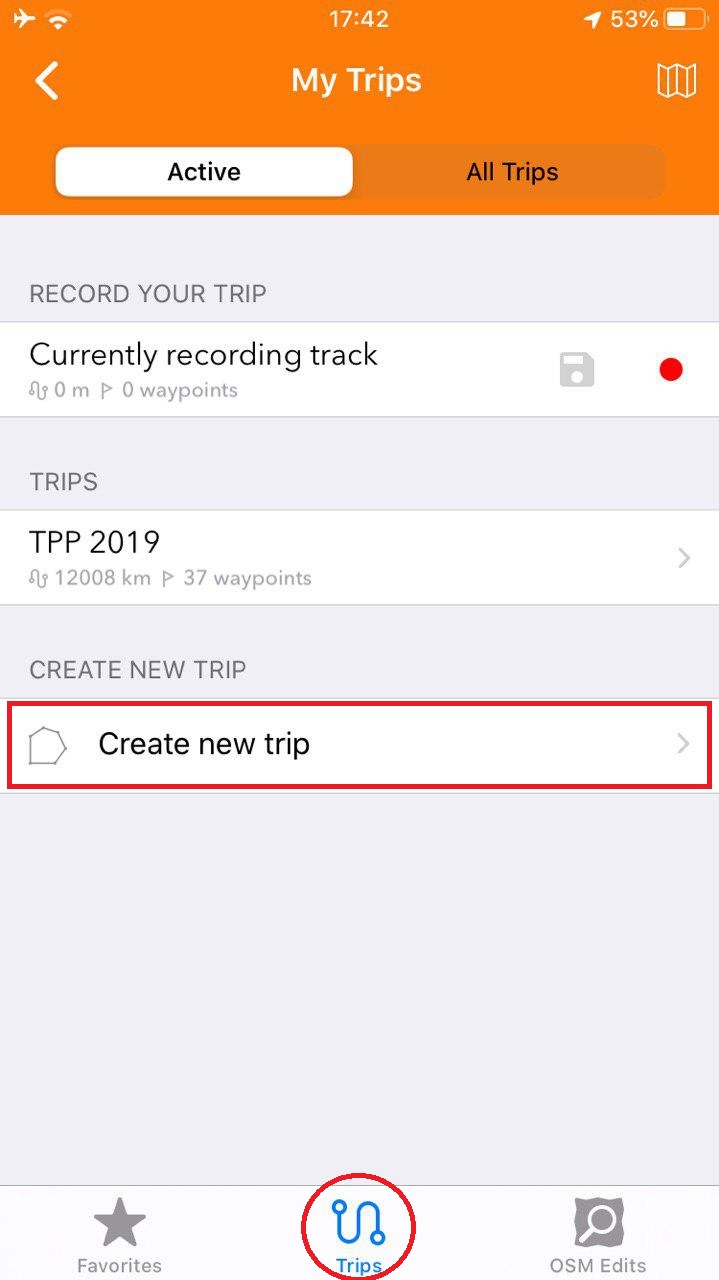 17:42
53%
My Trips
Active
All Trips
RECORD YOUR TRIP
Currently recording track
0 m 0 waypoints
TRIPS
TPP 2019
12008 km 37 waypoints
CREATE NEW TRIP
Create new trip
Favorites
Trips
OSM Edits